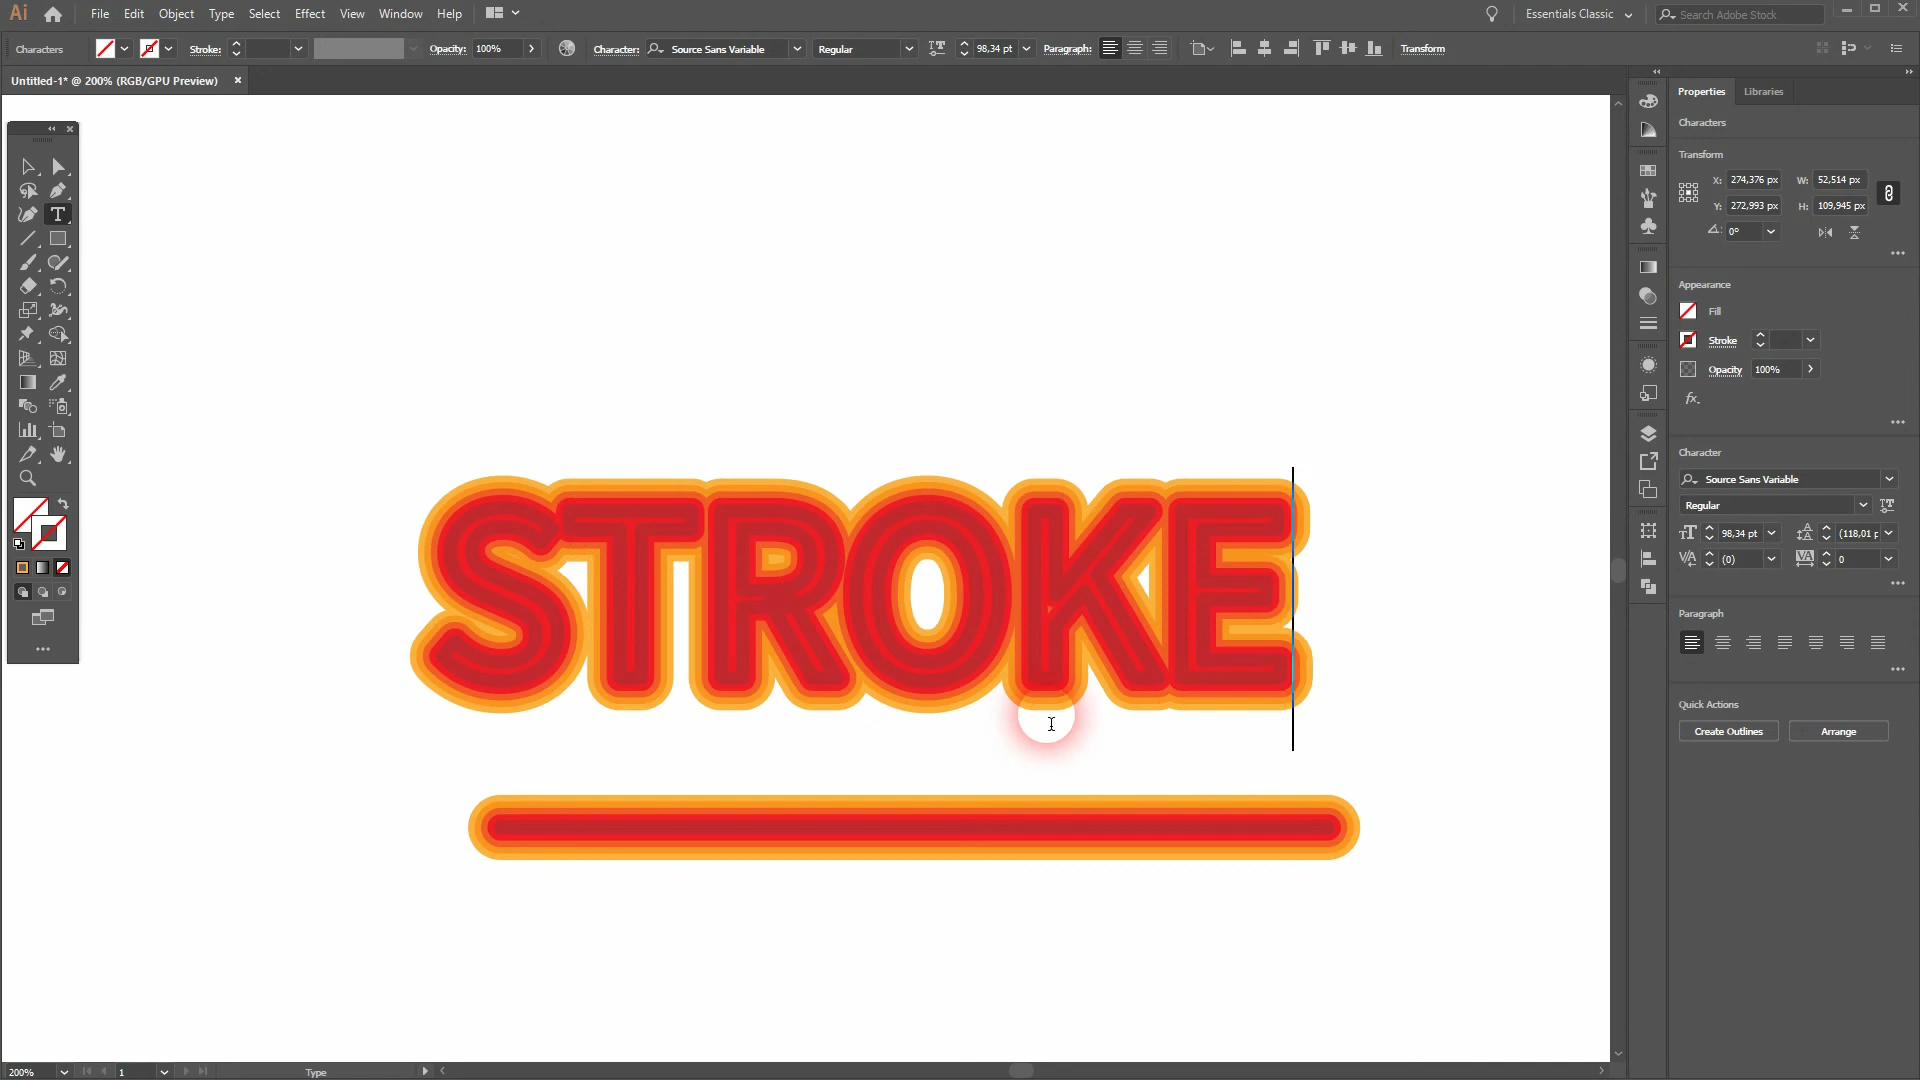 Ai File Edit Object Type Select Effect View Window Help Essentials Classic Search Adobe Stock
Characters Stroke: Opacity: 100% Character: Source Sans Variable Regular 98,34 pt Paragraph: Transform
Untitled-1* @ 200% (RGB/GPU Preview)
Properties Libraries
Characters
Transform
X: 274,376 px W: 52,514 px
Y: 272,993 px H: 109,945 px
0°
Appearance
Fill
Stroke
Opacity 100%
fx.
Character
Source Sans Variable
Regular
98,34 pt (118,01 p
(0) 0
Paragraph
Quick Actions
Create Outlines Arrange
STROKE
200% 1 Type